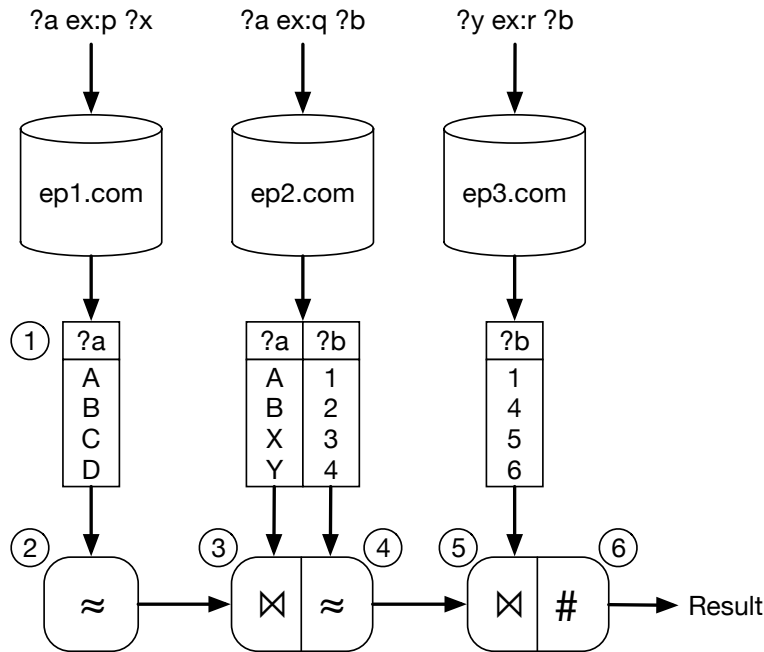 ?a ex:p ?x ?a ex:q ?b ?y ex:r ?b
ep1.com ep2.com ep3.com
1 ?a ?a ?b ?b
A A 1 1
B B 2 4
C X 3 5
D Y 4 6
2 3 4 5 6
≈ ⋈ ≈ ⋈ # Result